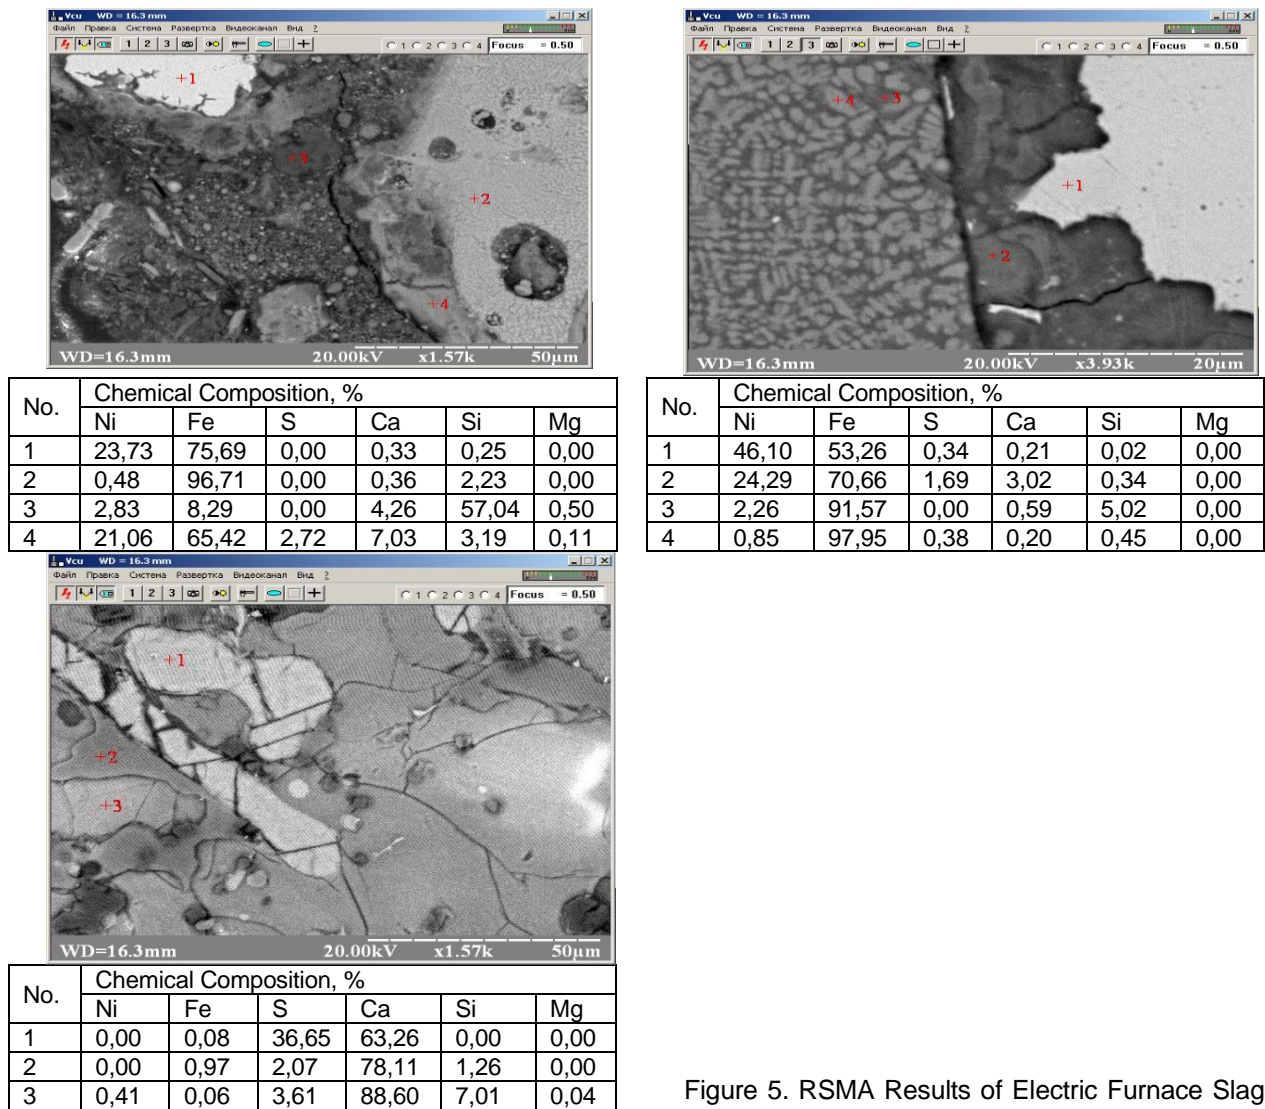 Vcu WD = 16.3 mm
Файл Правка Система Развертка Видеоканал Вид ?
1 2 3 1 2 3 4 Focus = 0.50
+1
+3
+2
+4
WD=16.3mm 20.00kV x1.57k 50µm
No. Chemical Composition, %
Ni Fe S Ca Si Mg
1 23,73 75,69 0,00 0,33 0,25 0,00
2 0,48 96,71 0,00 0,36 2,23 0,00
3 2,83 8,29 0,00 4,26 57,04 0,50
4 21,06 65,42 2,72 7,03 3,19 0,11
Vcu WD = 16.3 mm
Файл Правка Система Развертка Видеоканал Вид ?
1 2 3 1 2 3 4 Focus = 0.50
+4 +3
+1
+2
WD=16.3mm 20.00kV x3.93k 20µm
No. Chemical Composition, %
Ni Fe S Ca Si Mg
1 46,10 53,26 0,34 0,21 0,02 0,00
2 24,29 70,66 1,69 3,02 0,34 0,00
3 2,26 91,57 0,00 0,59 5,02 0,00
4 0,85 97,95 0,38 0,20 0,45 0,00
Vcu WD = 16.3 mm
Файл Правка Система Развертка Видеоканал Вид ?
1 2 3 1 2 3 4 Focus = 0.50
+1
+2
+3
WD=16.3mm 20.00kV x1.57k 50µm
No. Chemical Composition, %
Ni Fe S Ca Si Mg
1 0,00 0,08 36,65 63,26 0,00 0,00
2 0,00 0,97 2,07 78,11 1,26 0,00
3 0,41 0,06 3,61 88,60 7,01 0,04
Figure 5. RSMA Results of Electric Furnace Slag